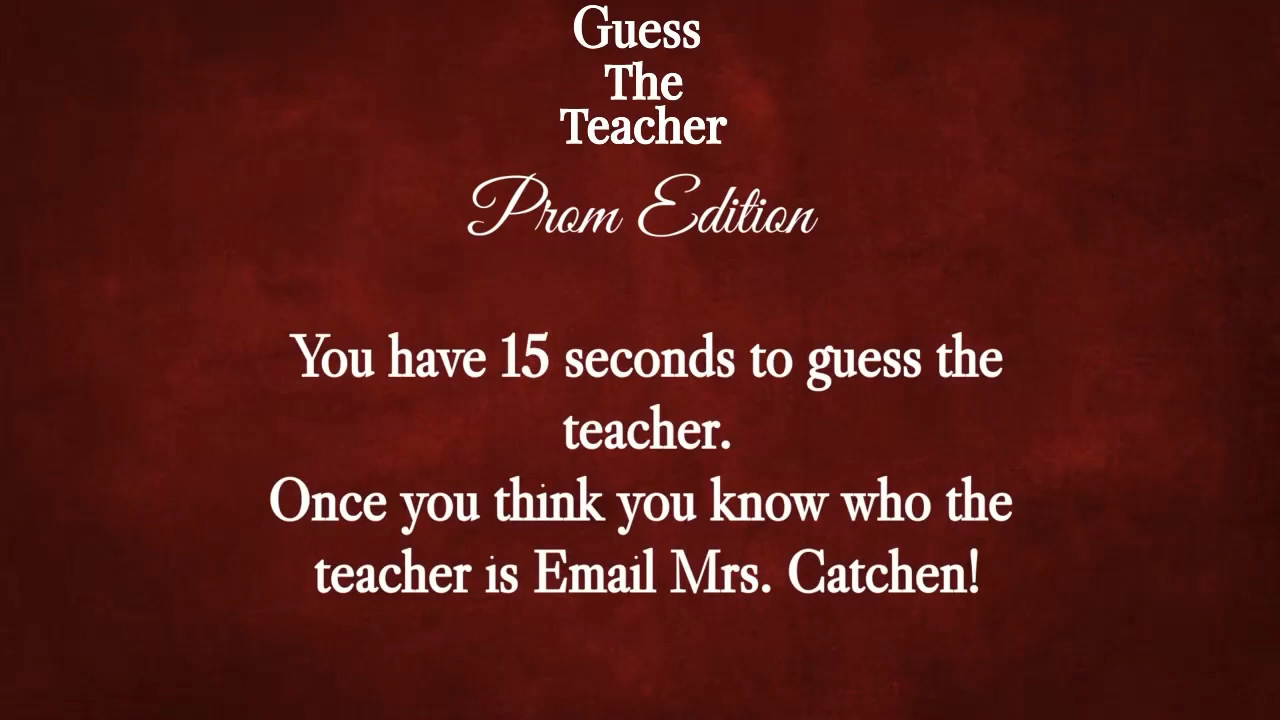 Guess
The
Teacher
Prom Edition
You have 15 seconds to guess the
teacher.
Once you think you know who the
teacher is Email Mrs. Catchen!